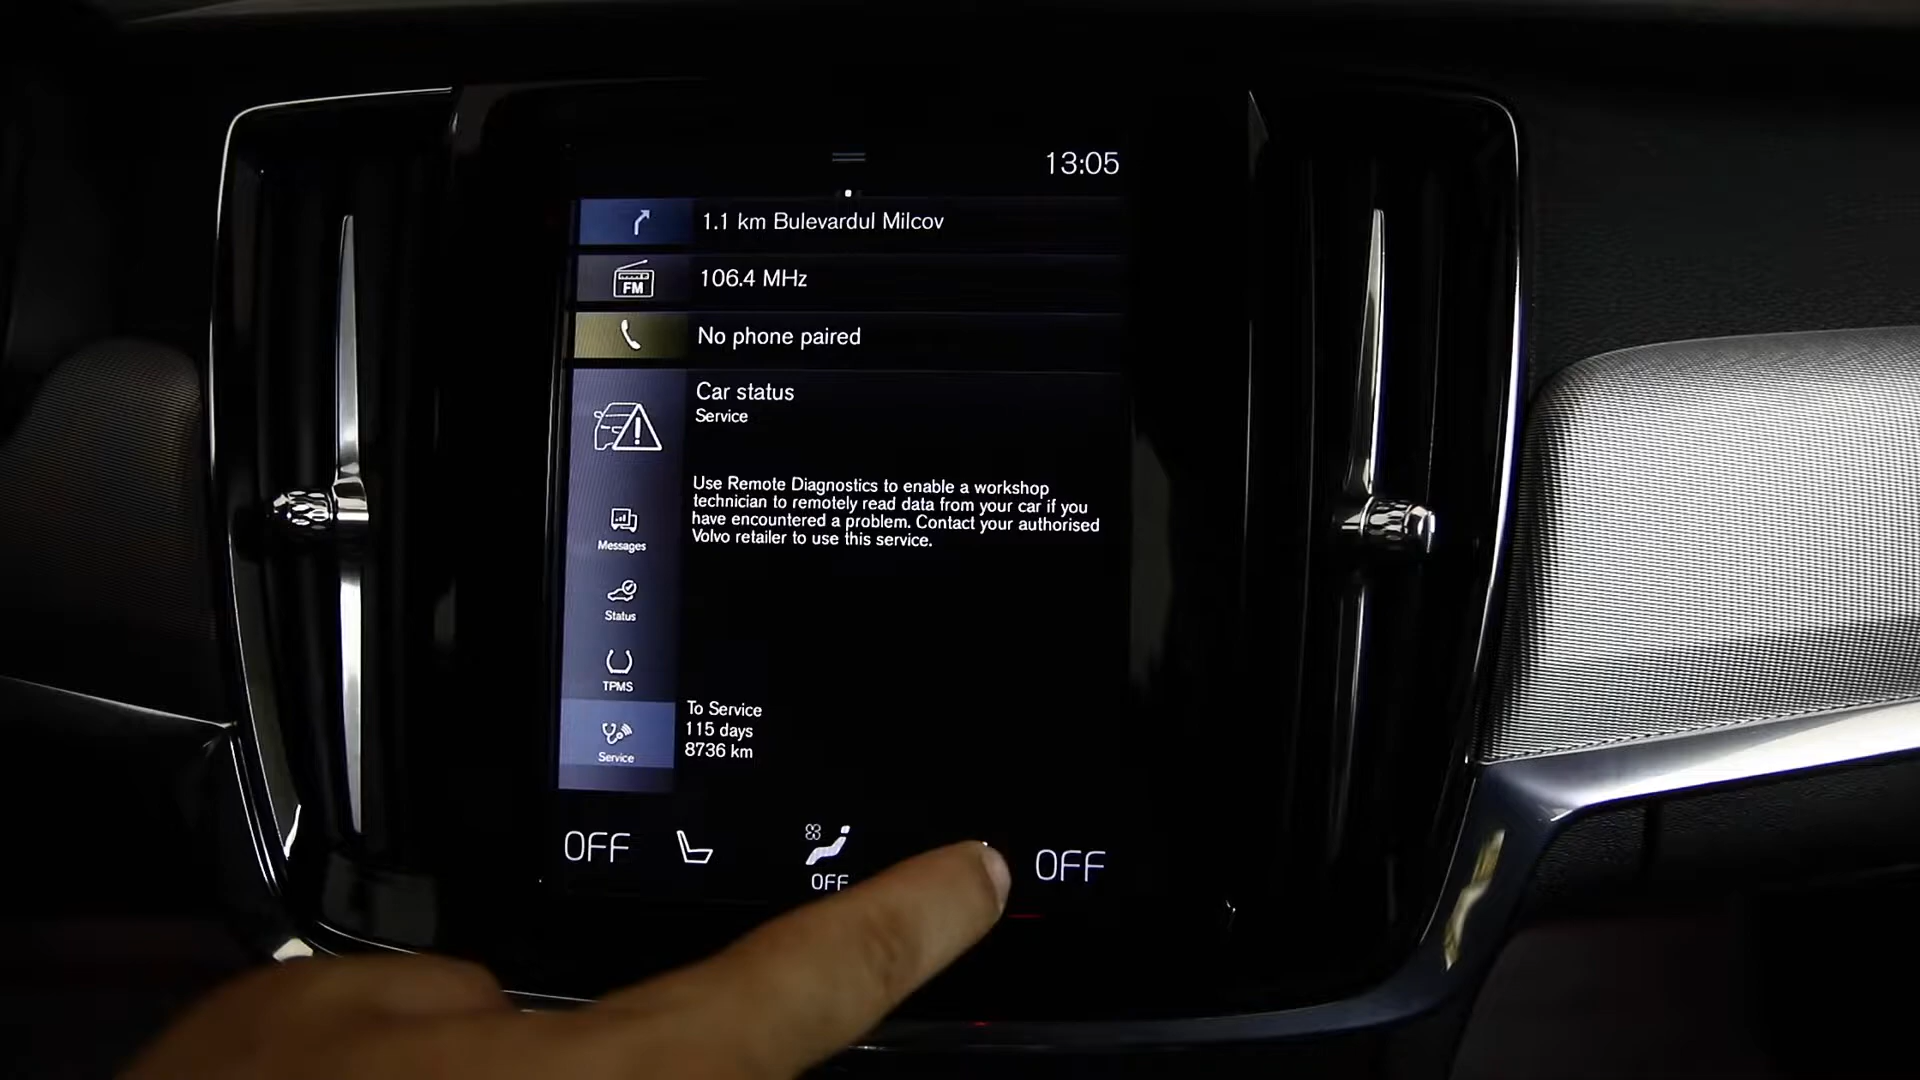 13:05
1.1 km Bulevardul Milcov
FM
106.4 MHz
No phone paired
Car status
Service
Use Remote Diagnostics to enable a workshop
technician to remotely read data from your car if you
have encountered a problem. Contact your authorised
Volvo retailer to use this service.
Messages
Status
TPMS
Service
To Service
115 days
8736 km
OFF
OFF
OFF